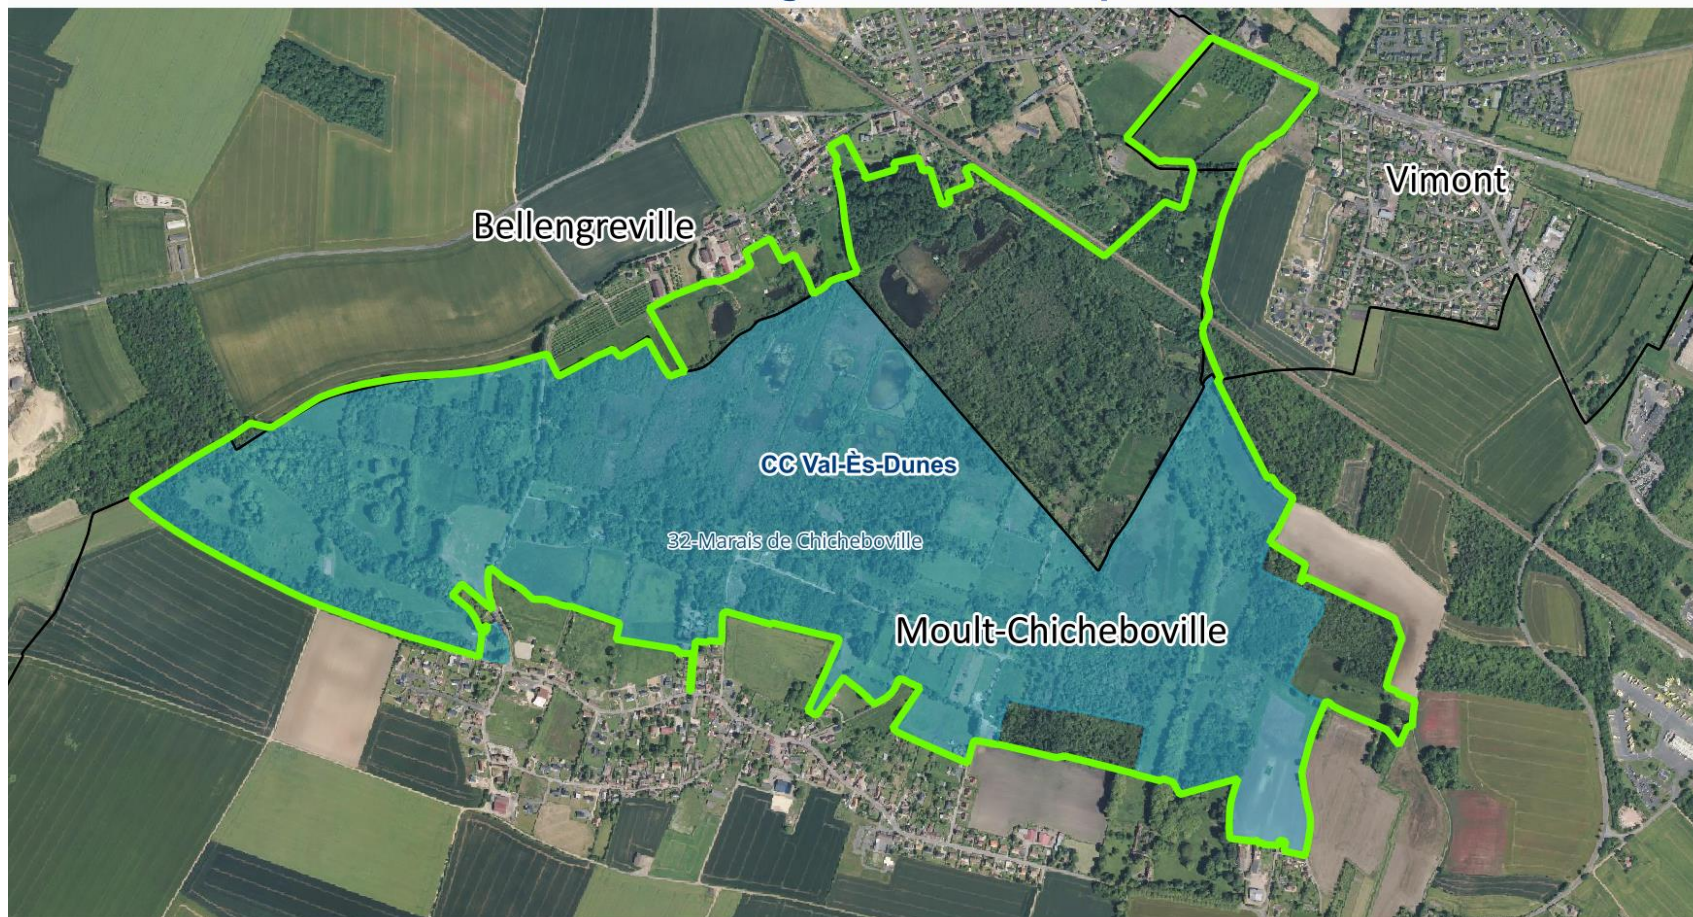 Vimont
Bellengreville
CC Val-Ès-Dunes
32-Marais de Chicheboville
Moult-Chicheboville